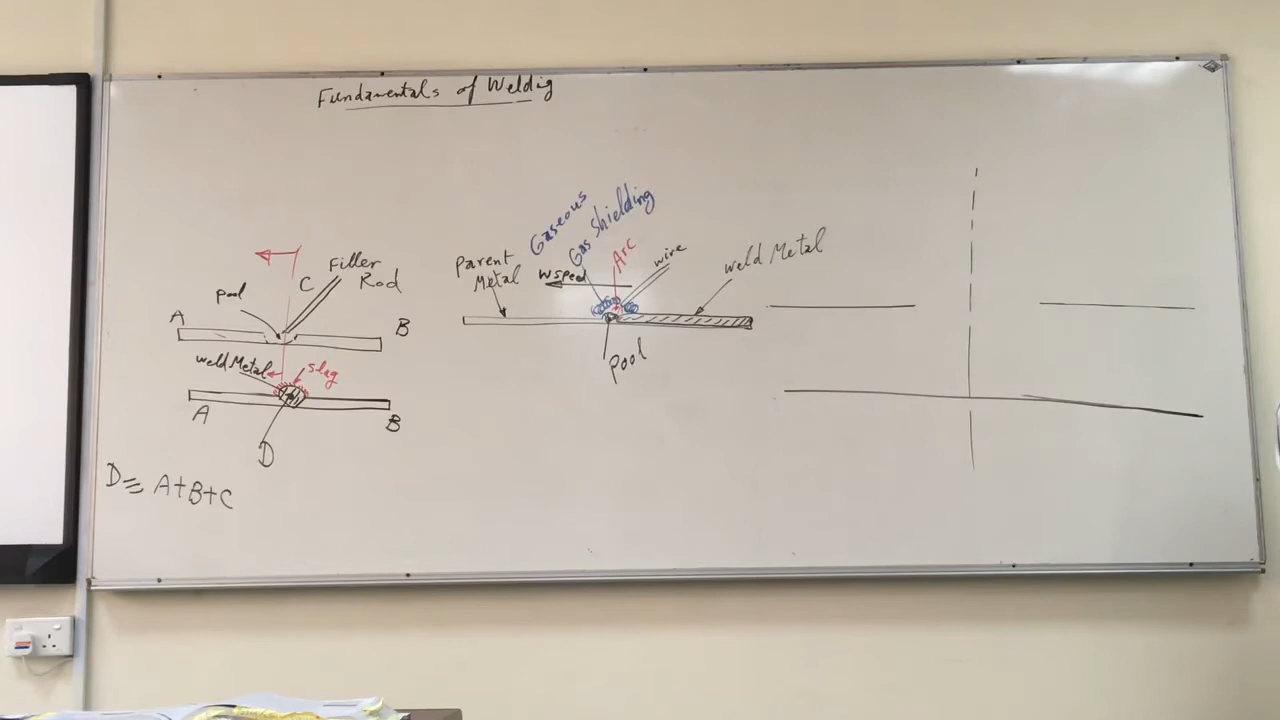 Fundamentals of Weldig
Gaseous
Gas shielding
Arc
wire
weld Metal
Parent
Metal
W speed
Pool
Filler
Rod
C
Pool
A
B
weld Metal
slag
A
B
D
D ≡ A+B+C